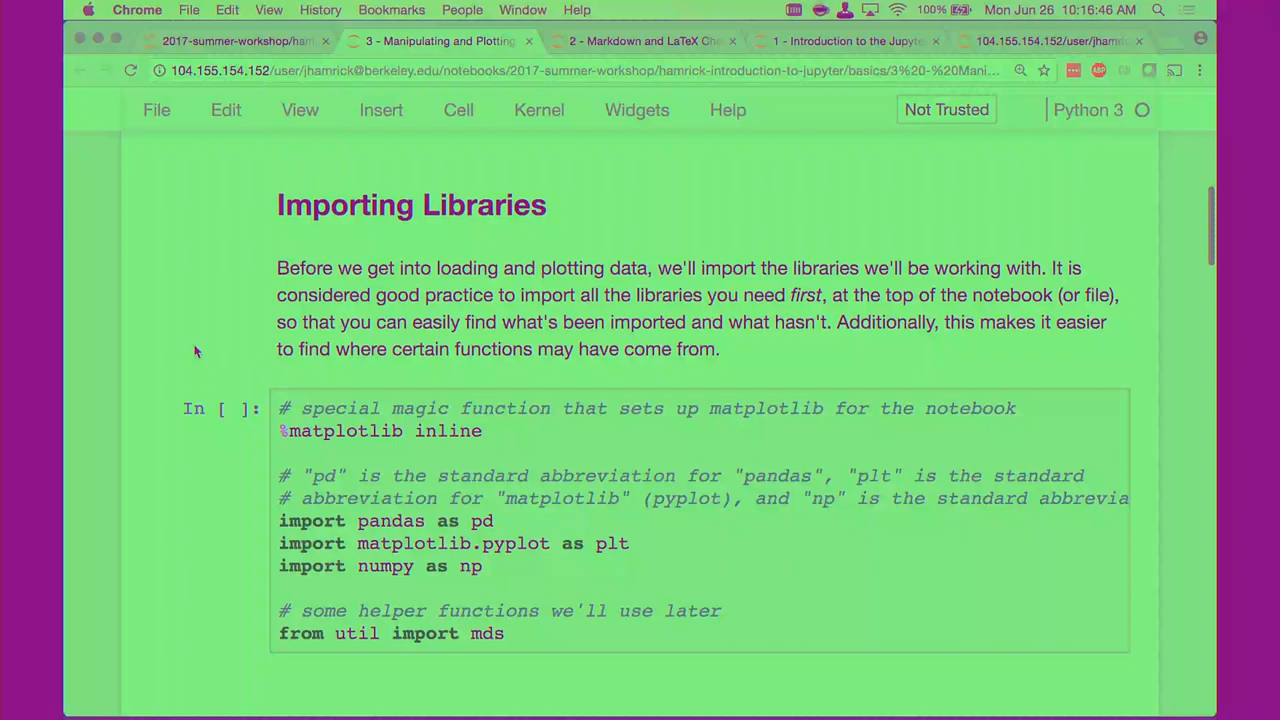 Chrome File Edit View History Bookmarks People Window Help 100% Mon Jun 26 10:16:46 AM
2017-summer-workshop/ham 3 - Manipulating and Plotting 2 - Markdown and LaTeX Che 1 - Introduction to the Jupyte 104.155.154.152/user/jhamric
104.155.154.152/user/jhamrick@berkeley.edu/notebooks/2017-summer-workshop/hamrick-introduction-to-jupyter/basics/3%20-%20Mani... ABP
File Edit View Insert Cell Kernel Widgets Help Not Trusted Python 3
Importing Libraries
Before we get into loading and plotting data, we'll import the libraries we'll be working with. It is
considered good practice to import all the libraries you need first, at the top of the notebook (or file),
so that you can easily find what's been imported and what hasn't. Additionally, this makes it easier
to find where certain functions may have come from.
In [ ]: # special magic function that sets up matplotlib for the notebook
%matplotlib inline
# "pd" is the standard abbreviation for "pandas", "plt" is the standard
# abbreviation for "matplotlib" (pyplot), and "np" is the standard abbrevia
import pandas as pd
import matplotlib.pyplot as plt
import numpy as np
# some helper functions we'll use later
from util import mds